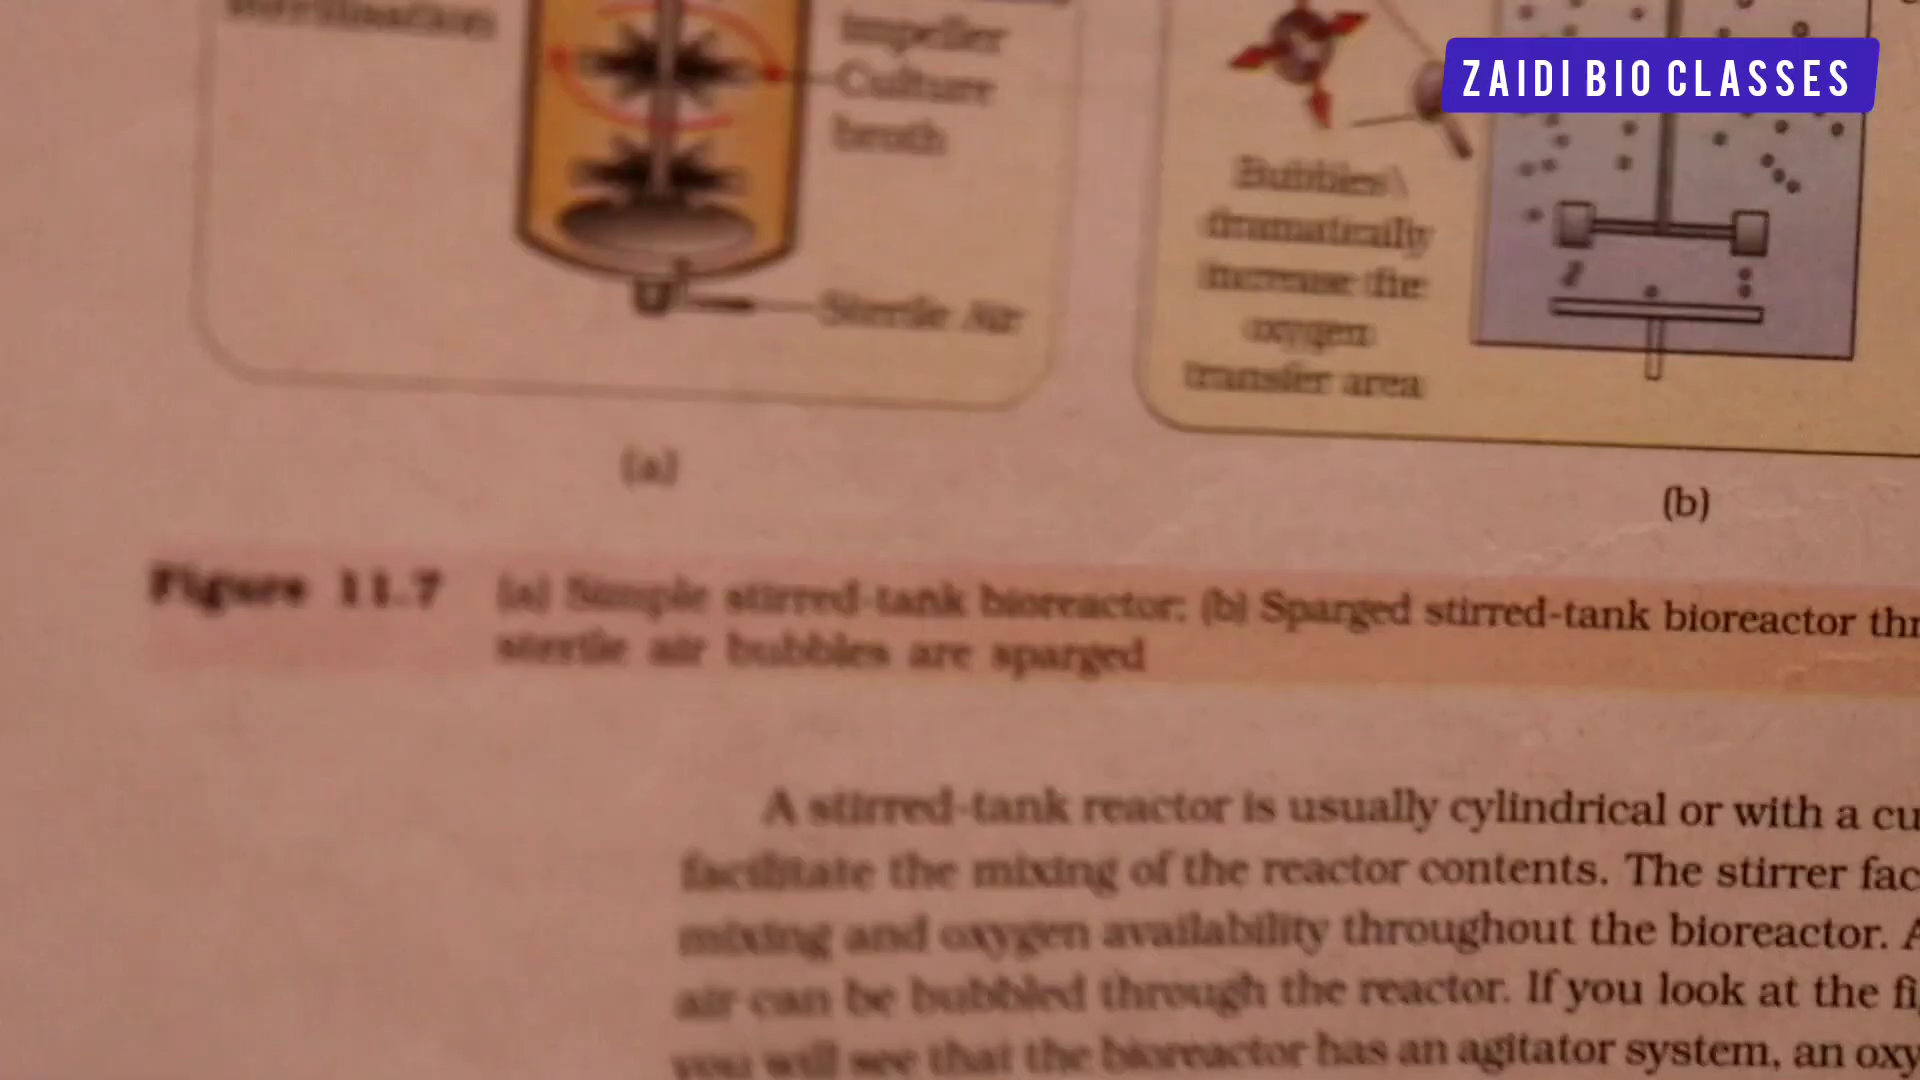 sterilisation
impeller
Culture
broth
Sterile Air
(a)
ZAIDI BIO CLASSES
Bubbles
dramatically
increase the
oxygen
transfer area
(b)
Figure 11.7 (a) Simple stirred-tank bioreactor; (b) Sparged stirred-tank bioreactor thr
sterile air bubbles are sparged
A stirred-tank reactor is usually cylindrical or with a cu
facilitate the mixing of the reactor contents. The stirrer fac
mixing and oxygen availability throughout the bioreactor. A
air can be bubbled through the reactor. If you look at the fi
you will see that the bioreactor has an agitator system, an oxy